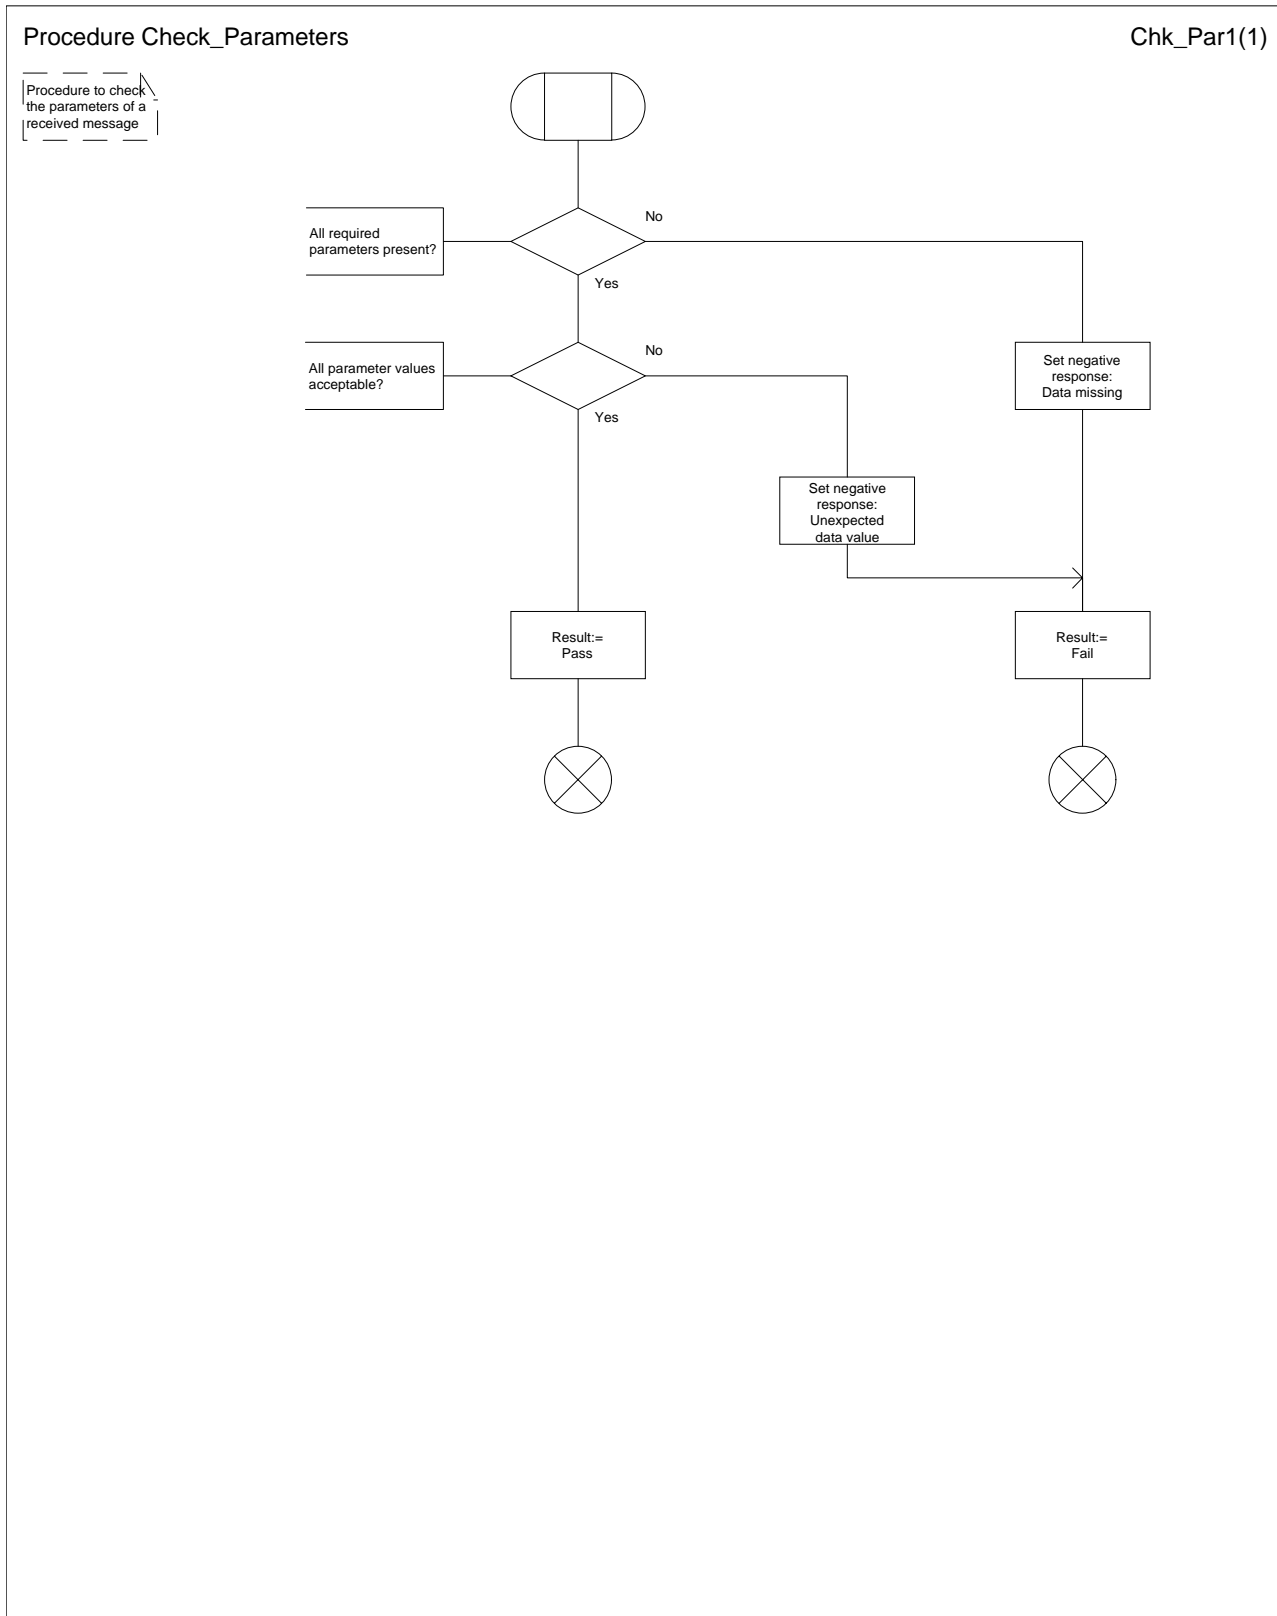 Procedure Check_Parameters
Chk_Par1(1)
Procedure to check
the parameters of a
received message
All required
parameters present?
No
Yes
All parameter values
acceptable?
No
Yes
Set negative
response:
Data missing
Set negative
response:
Unexpected
data value
Result:=
Pass
Result:=
Fail